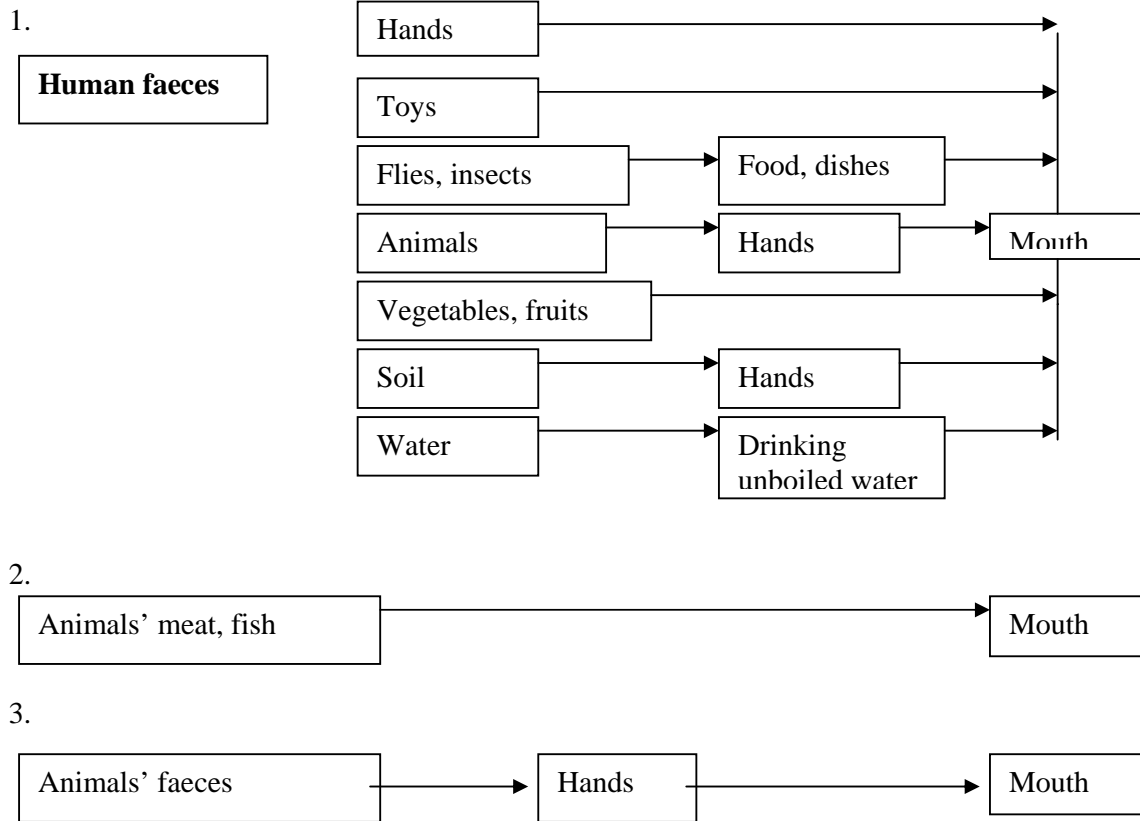 1.
Hands
Human faeces
Toys
Flies, insects
Food, dishes
Animals
Hands
Mouth
Vegetables, fruits
Soil
Hands
Water
Drinking
unboiled water
2.
Animals’ meat, fish
Mouth
3.
Animals’ faeces
Hands
Mouth